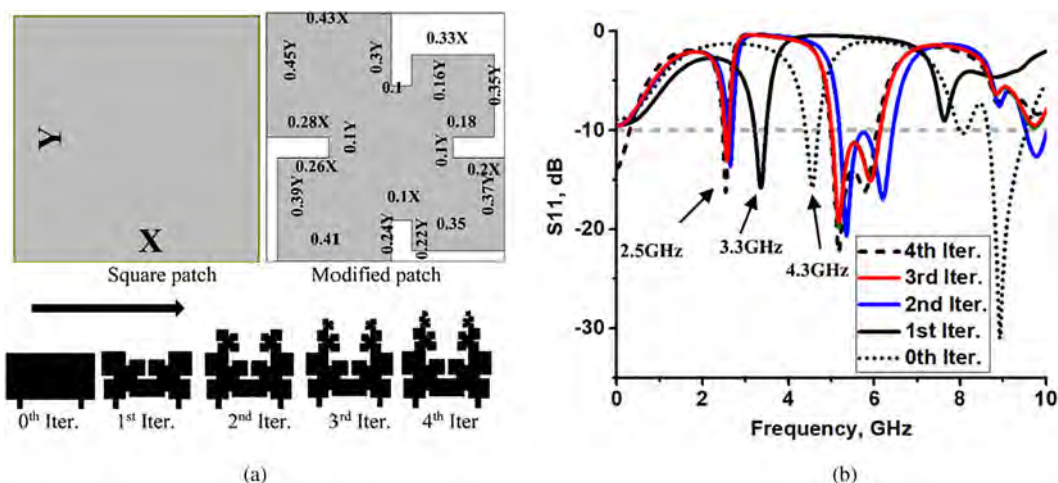 (a)
0.43X
0.33X
0.45Y
0.3Y
0.16Y
0.35Y
0.1
0.28X
0.1Y
0.18
0.1Y
0.26X
0.2X
0.39Y
0.1X
0.37Y
0.24Y
0.22Y
0.35
0.41
Y
X
Square patch
Modified patch
0th Iter.
1st Iter.
2nd Iter.
3rd Iter.
4th Iter
(b)
0
-10
-20
-30
S11, dB
2.5GHz
3.3GHz
4.3GHz
4th Iter.
3rd Iter.
2nd Iter.
1st Iter.
0th Iter.
0
2
4
6
8
10
Frequency, GHz
(a)
(b)